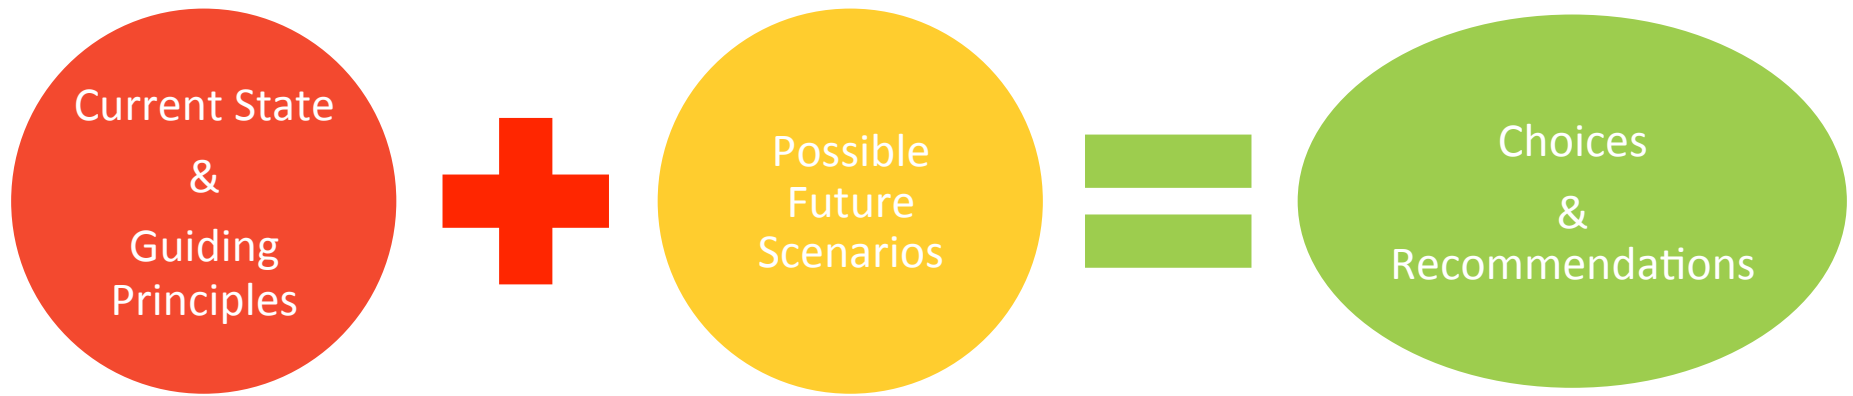 Current State
&
Guiding
Principles
Possible
Future
Scenarios
Choices
&
Recommendations